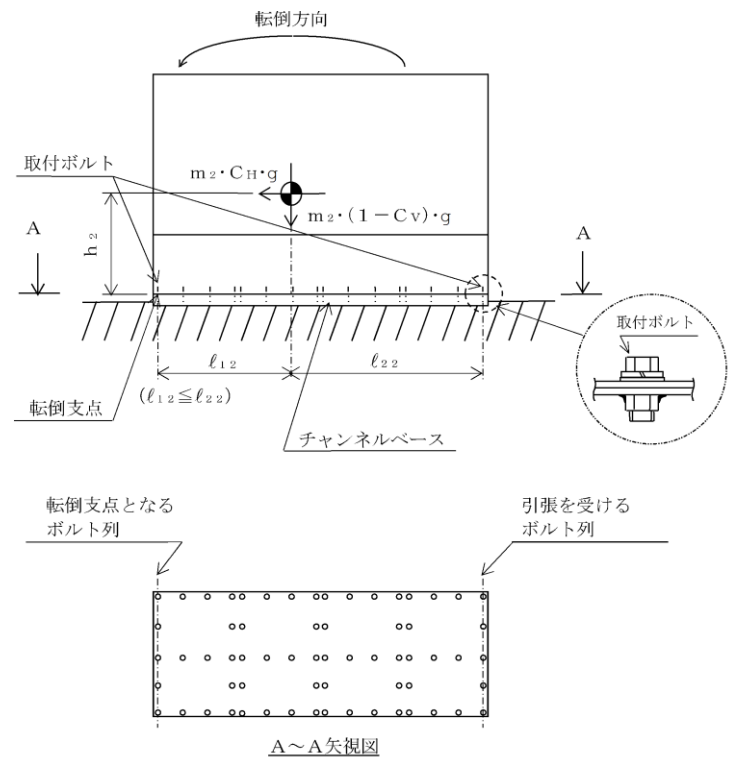 転倒方向
取付ボルト
m₂・CH・g
m₂・(1－CV)・g
A
A
h₂
取付ボルト
ℓ₁₂
ℓ₂₂
(ℓ₁₂≦ℓ₂₂)
転倒支点
チャンネルベース
転倒支点となる
ボルト列
引張を受ける
ボルト列
A～A矢視図